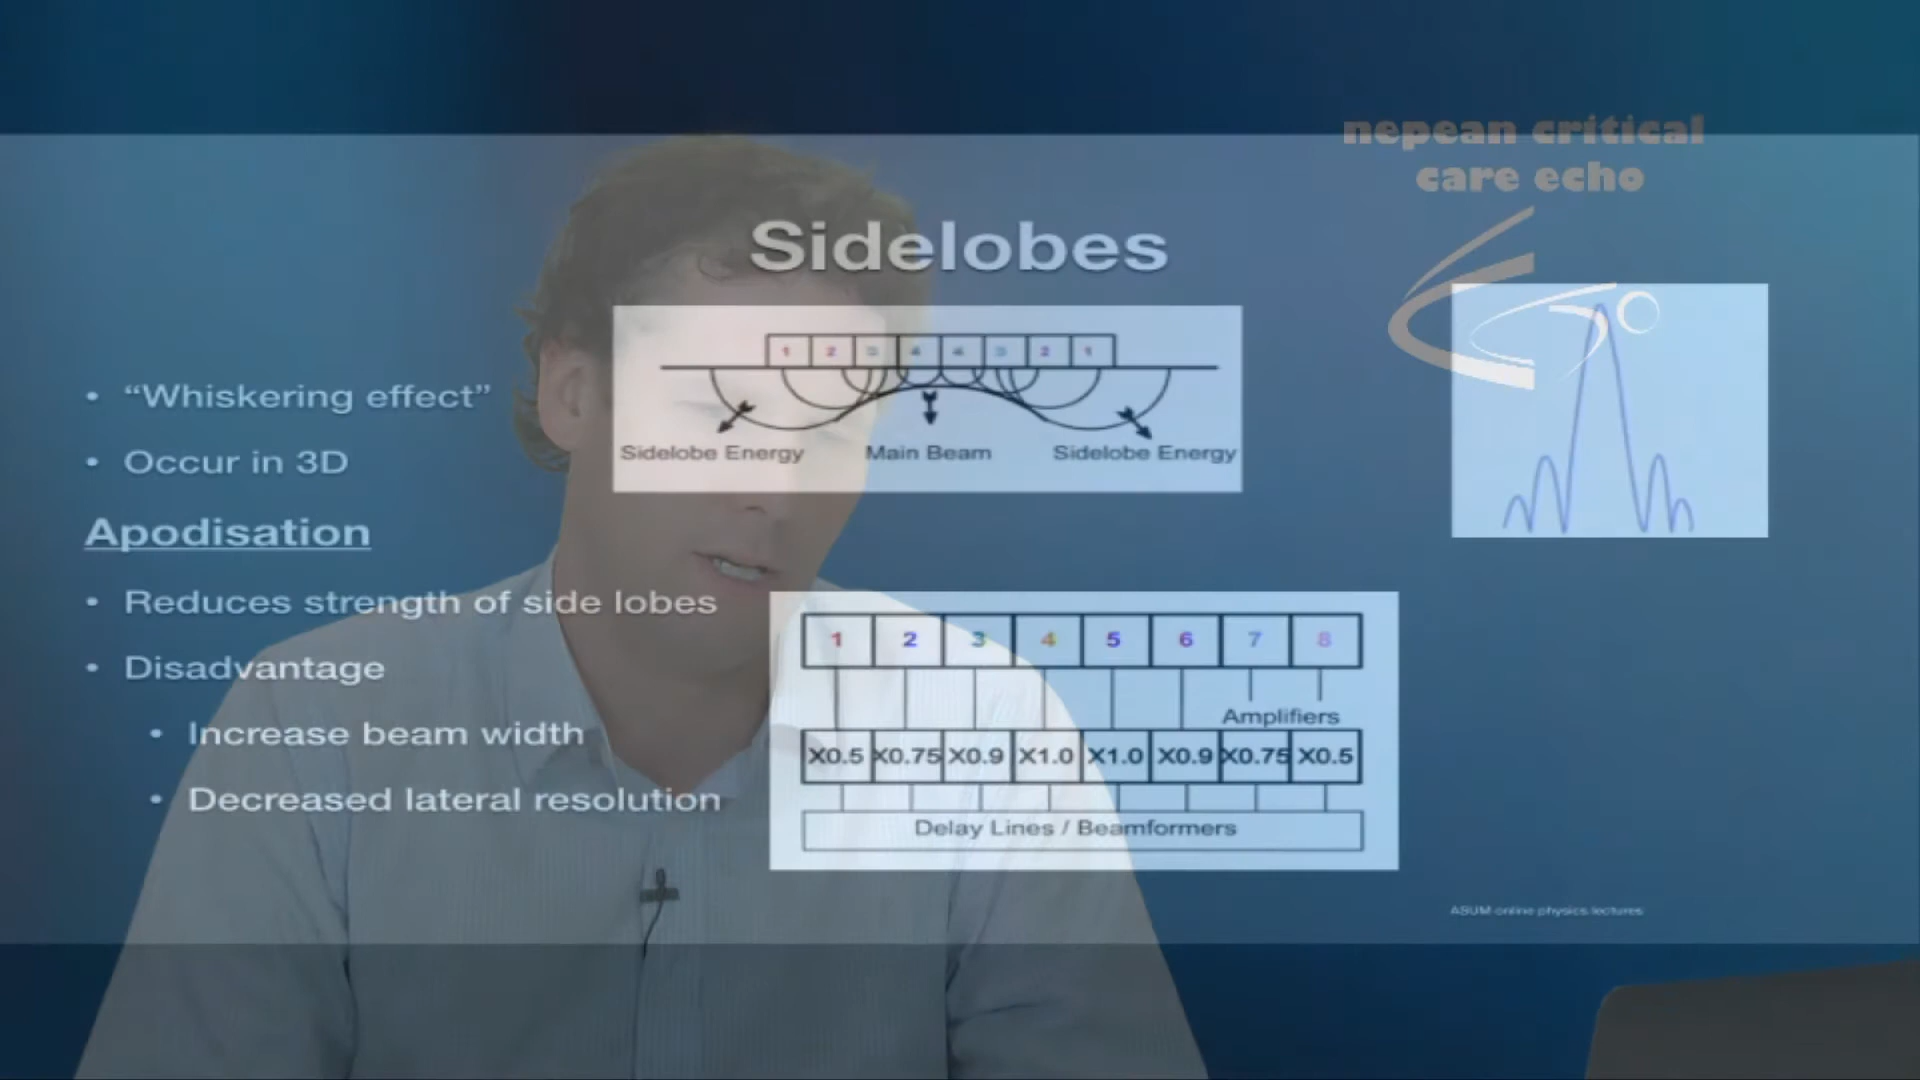 nepean critical
care echo
Sidelobes
1 2 3 4 4 3 2 1
Sidelobe Energy Main Beam Sidelobe Energy
• “Whiskering effect”
• Occur in 3D
Apodisation
• Reduces strength of side lobes
• Disadvantage
• Increase beam width
• Decreased lateral resolution
1 2 3 4 5 6 7 8
Amplifiers
X0.5 X0.75 X0.9 X1.0 X1.0 X0.9 X0.75 X0.5
Delay Lines / Beamformers
ASUM online physics lectures